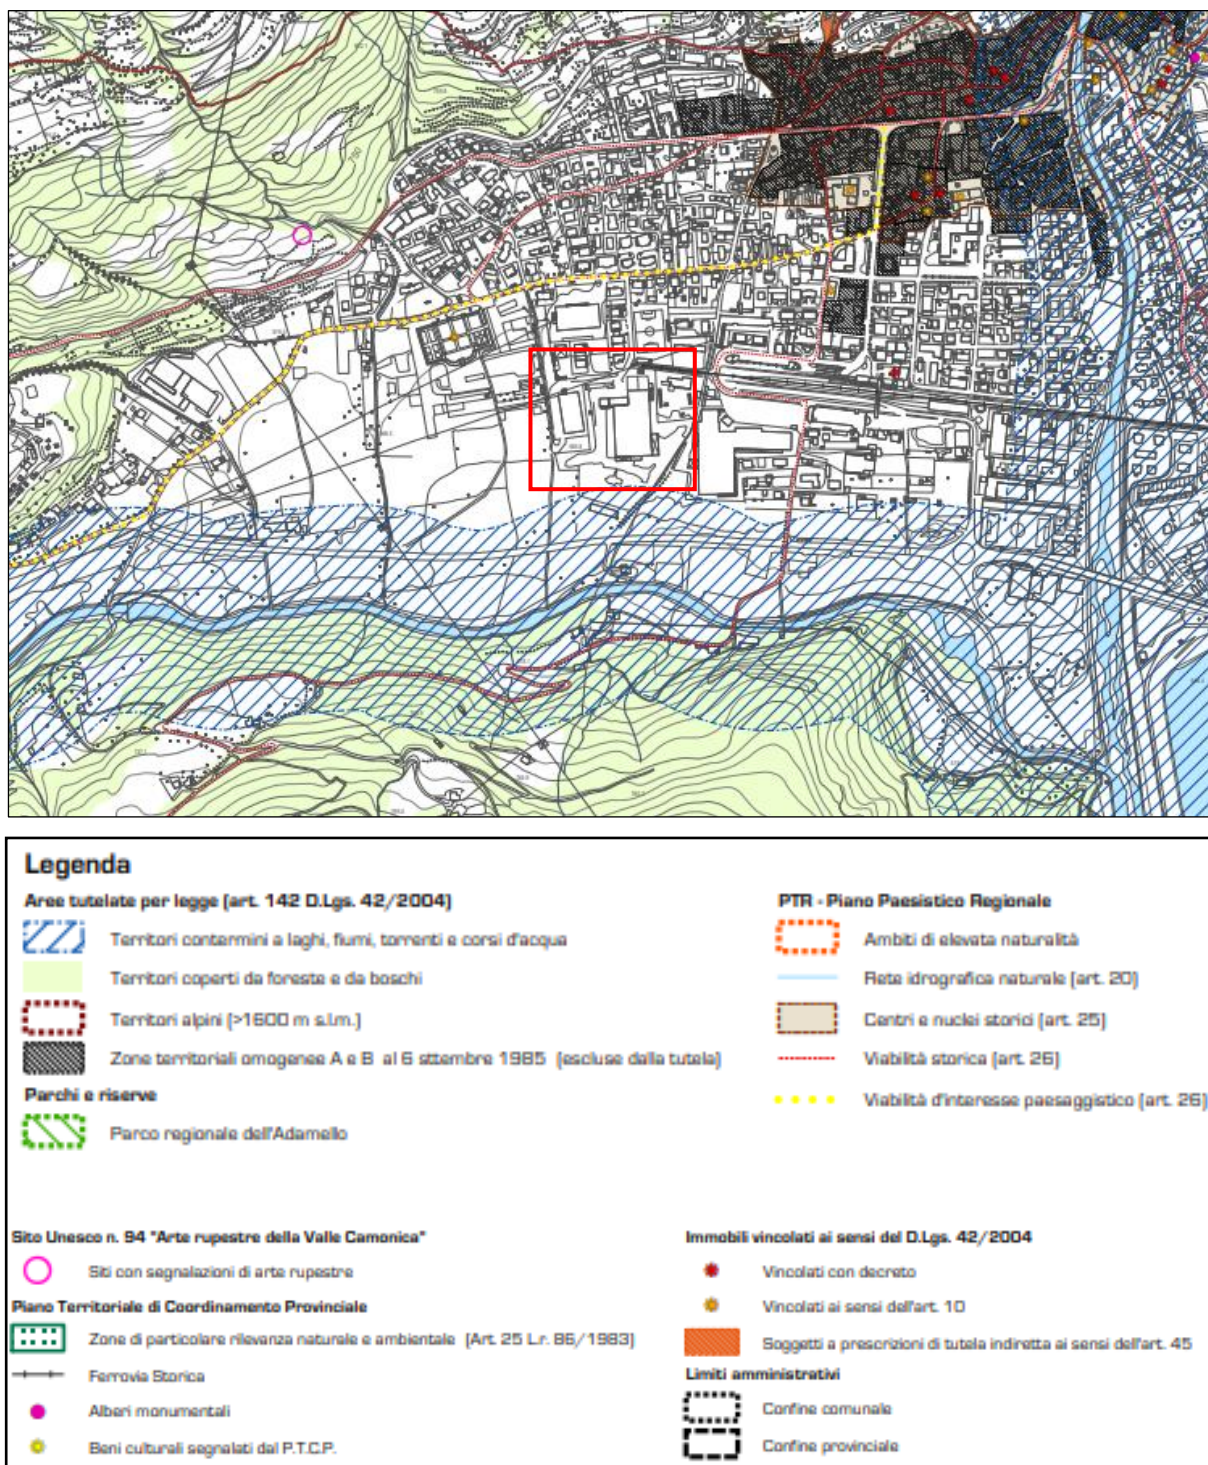 Legenda
Aree tutelate per legge (art. 142 D.Lgs. 42/2004)
Territori contermini a laghi, fiumi, torrenti e corsi d'acqua
Territori coperti da foreste e da boschi
Territori alpini (>1600 m s.l.m.)
Zone territoriali omogenee A e B al 6 sttembre 1985 (escluse dalla tutela)
Parchi e riserve
Parco regionale dell'Adamello
PTR - Piano Paesistico Regionale
Ambiti di elevata naturalità
Rete idrografica naturale (art. 20)
Centri e nuclei storici (art. 25)
Viabilità storica (art. 26)
Viabilità d'interesse paesaggistico (art. 26)
Sito Unesco n. 94 "Arte rupestre della Valle Camonica"
Siti con segnalazioni di arte rupestre
Piano Territoriale di Coordinamento Provinciale
Zone di particolare rilevanza naturale e ambientale (Art. 25 L.r. 86/1983)
Ferrovia Storica
Alberi monumentali
Beni culturali segnalati dal P.T.C.P.
Immobili vincolati ai sensi del D.Lgs. 42/2004
Vincolati con decreto
Vincolati ai sensi dell'art. 10
Soggetti a prescrizioni di tutela indiretta ai sensi dell'art. 45
Limiti amministrativi
Confine comunale
Confine provinciale